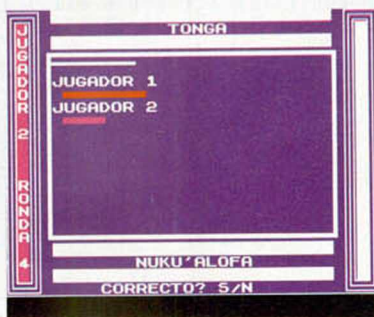 TONGA
JUGADOR 2 RONDA 4
JUGADOR 1
JUGADOR 2
NUKU'ALOFA
CORRECTO? S/N